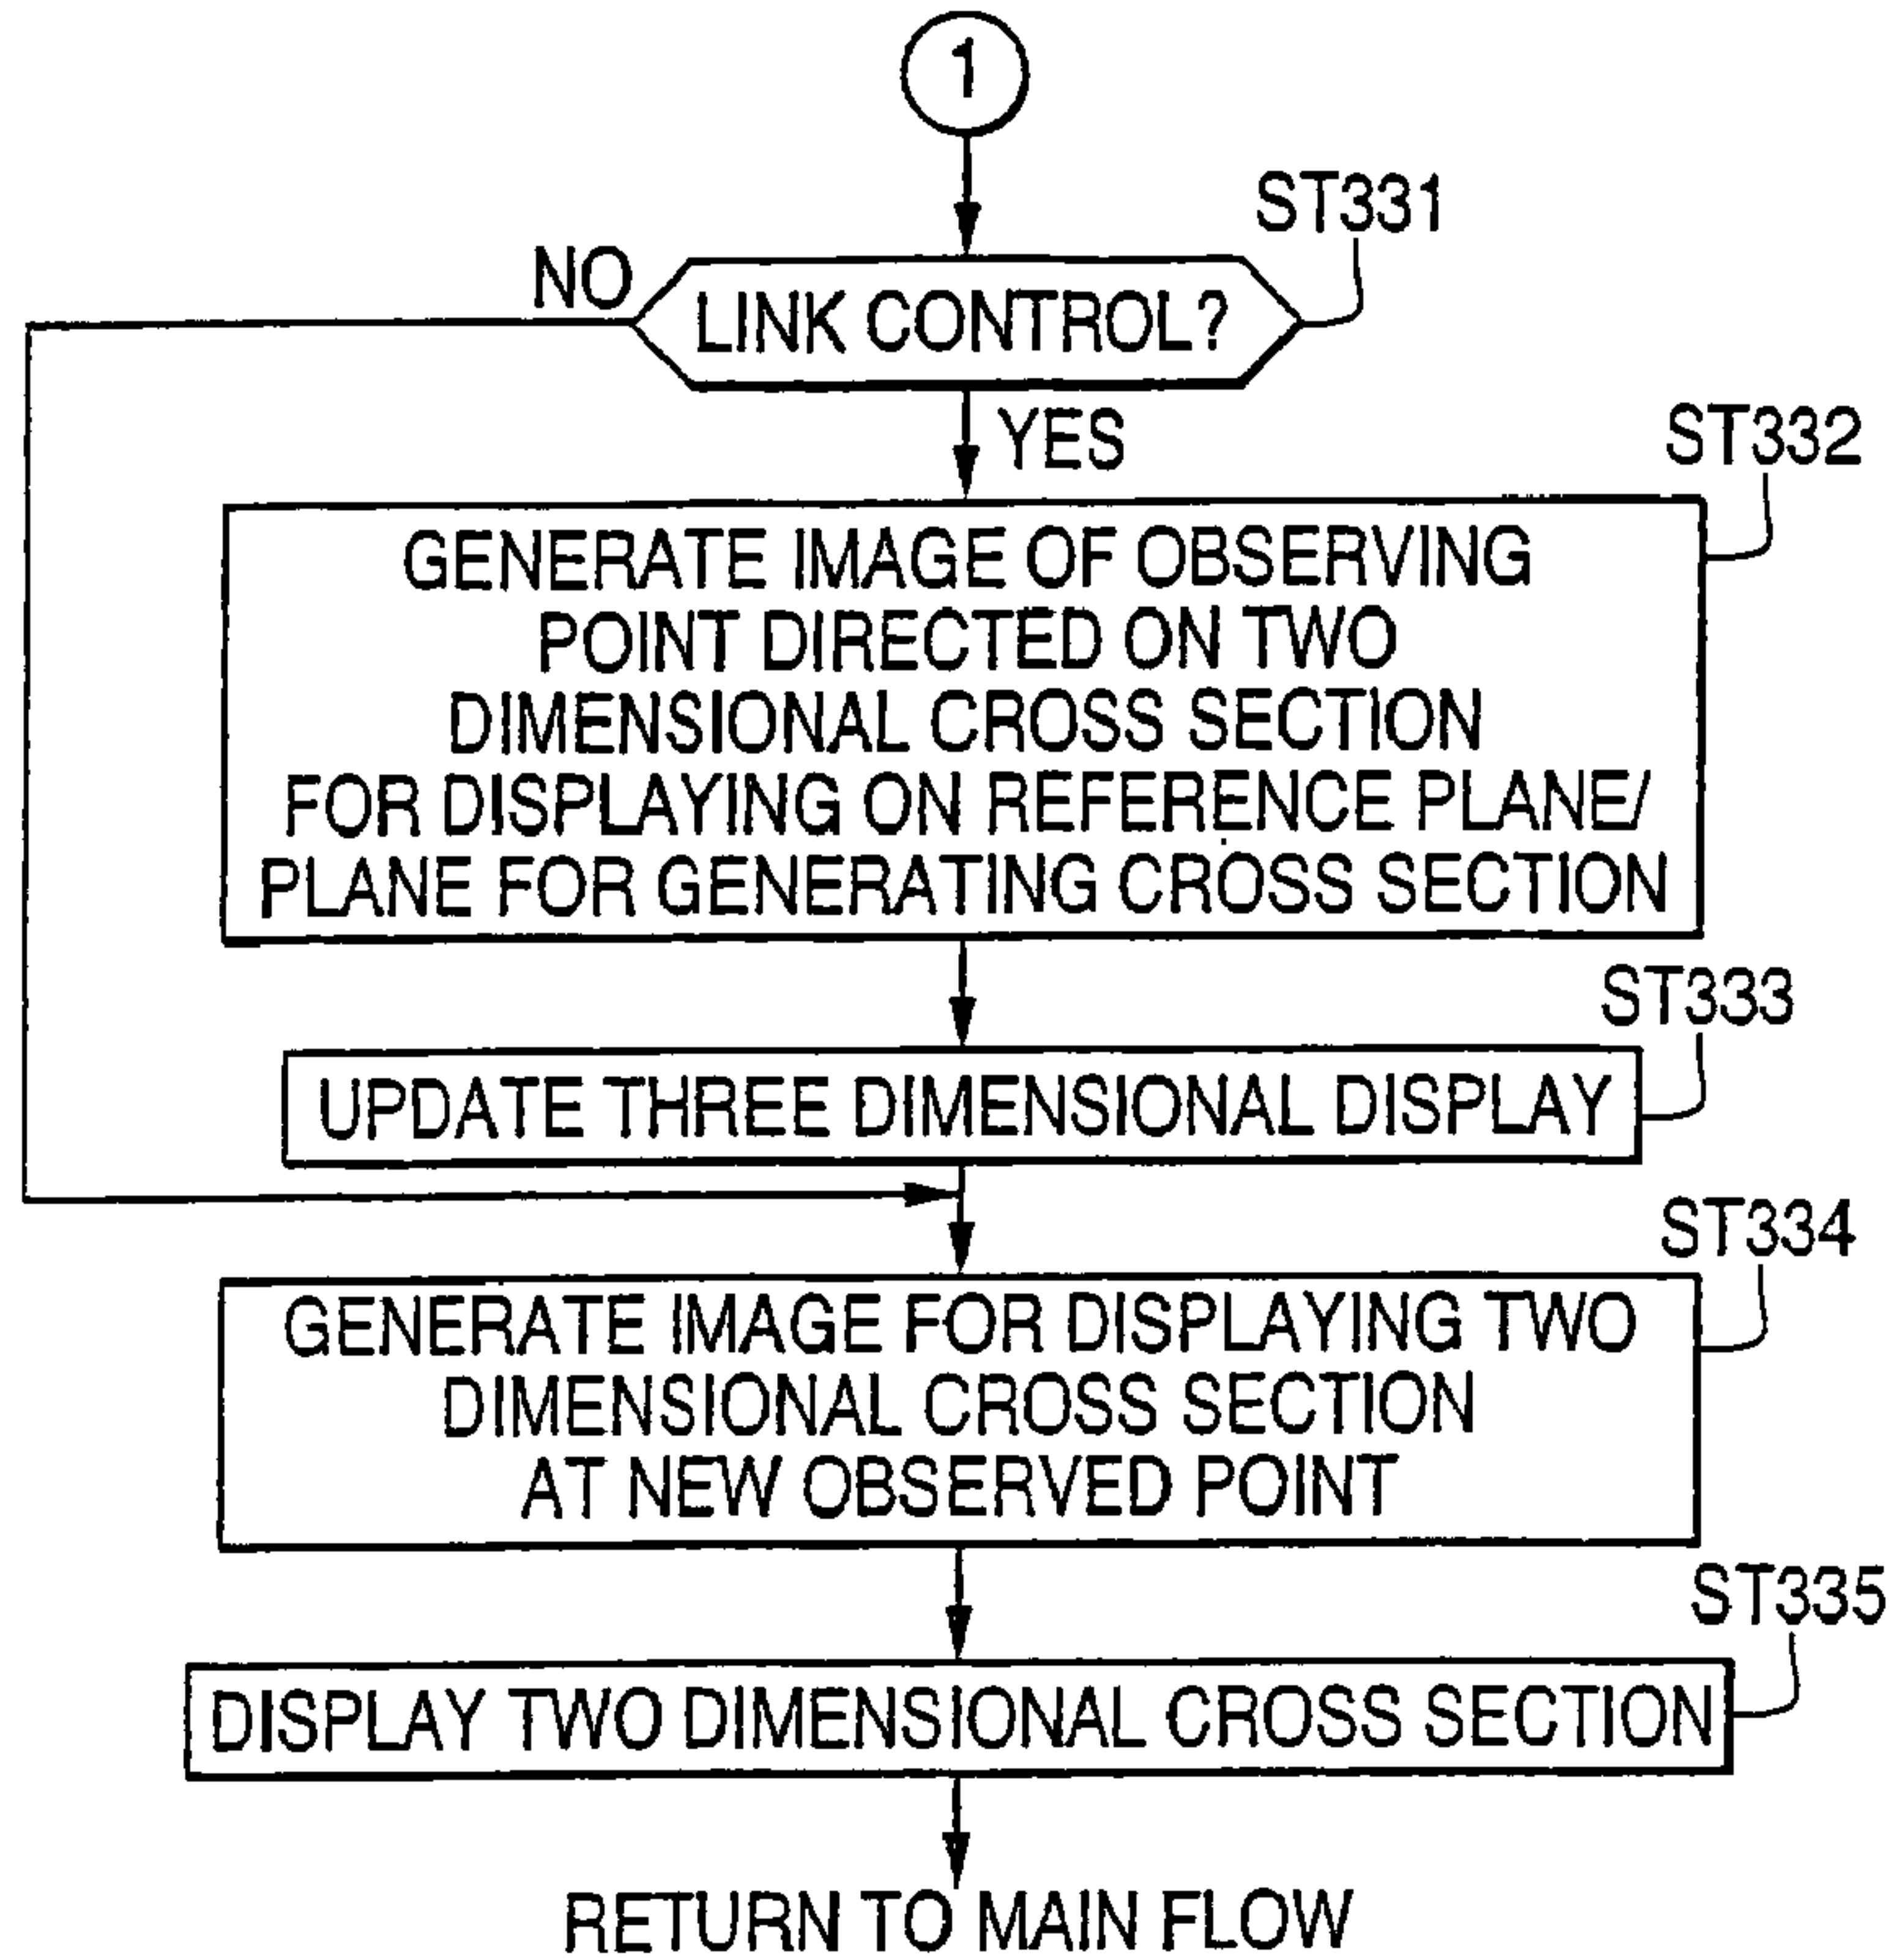 1
ST331
NO
LINK CONTROL?
YES
ST332
GENERATE IMAGE OF OBSERVING
POINT DIRECTED ON TWO
DIMENSIONAL CROSS SECTION
FOR DISPLAYING ON REFERENCE PLANE/
PLANE FOR GENERATING CROSS SECTION
ST333
UPDATE THREE DIMENSIONAL DISPLAY
ST334
GENERATE IMAGE FOR DISPLAYING TWO
DIMENSIONAL CROSS SECTION
AT NEW OBSERVED POINT
ST335
DISPLAY TWO DIMENSIONAL CROSS SECTION
RETURN TO MAIN FLOW